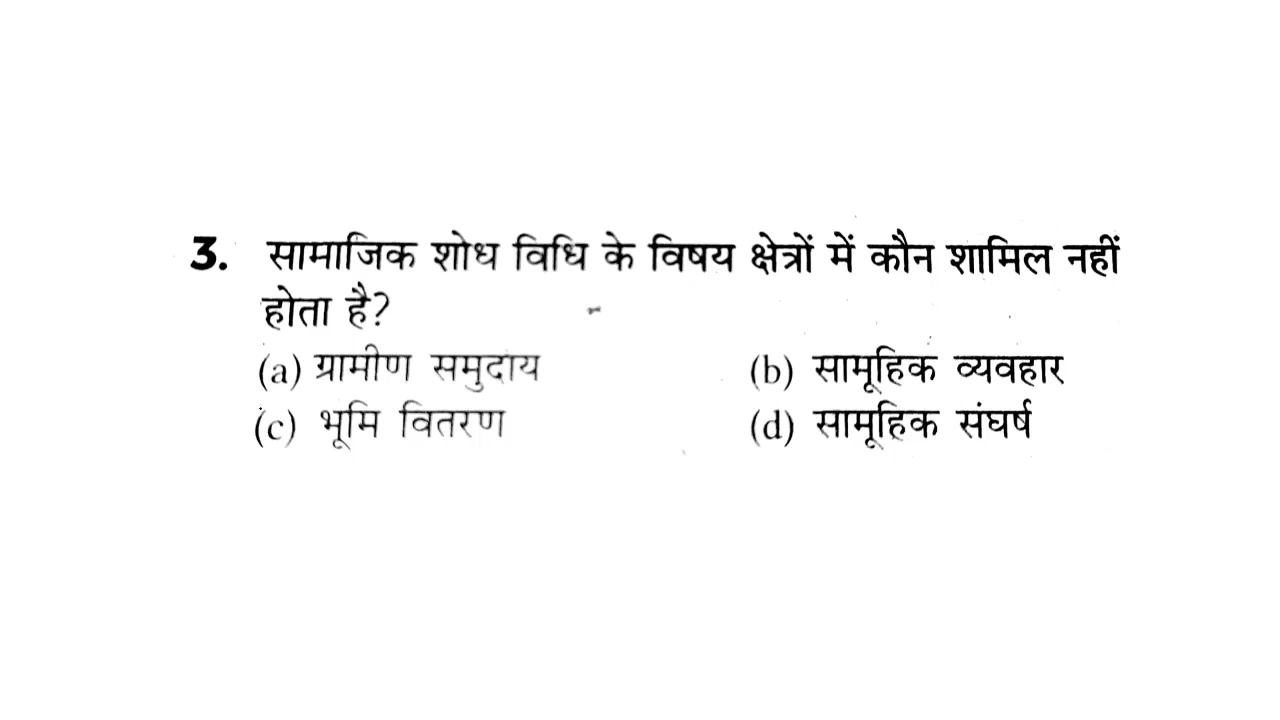 3. सामाजिक शोध विधि के विषय क्षेत्रों में कौन शामिल नहीं
होता है?
(a) ग्रामीण समुदाय (b) सामूहिक व्यवहार
(c) भूमि वितरण (d) सामूहिक संघर्ष